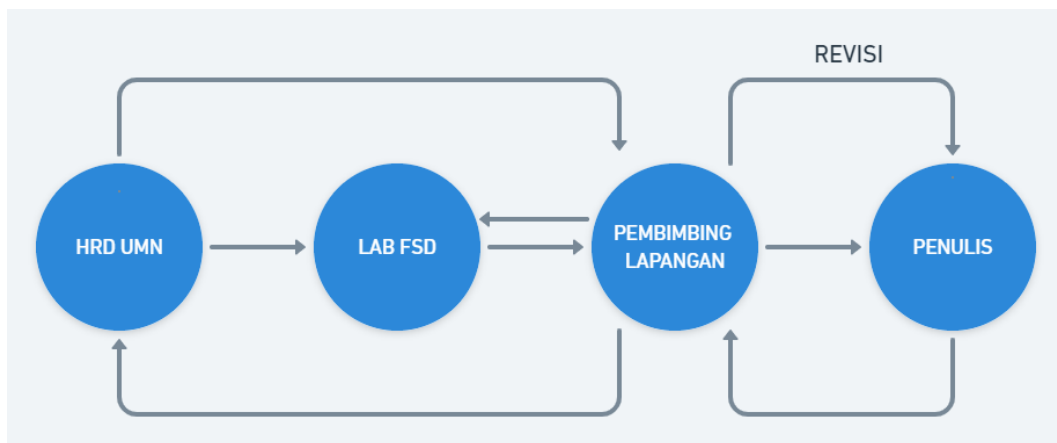 REVISI
HRD UMN
LAB FSD
PEMBIMBING
LAPANGAN
PENULIS